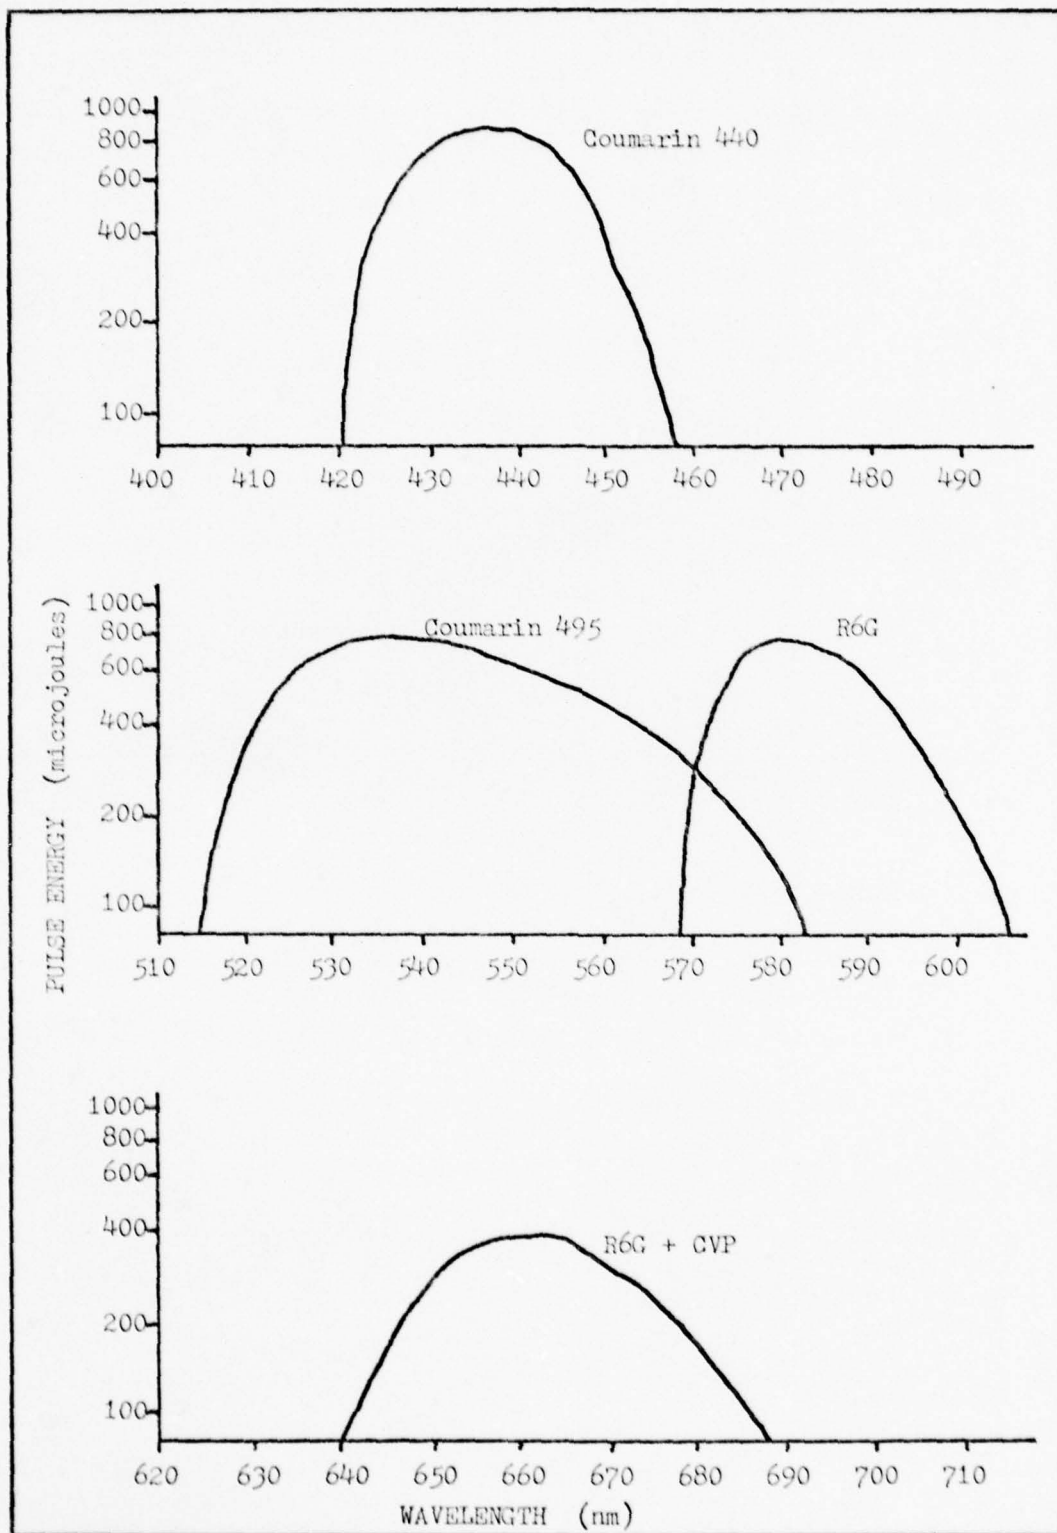 1000
800
600
400
200
100
Coumarin 440
400 410 420 430 440 450 460 470 480 490
PULSE ENERGY (microjoules)
1000
800
600
400
200
100
Coumarin 495
R6G
510 520 530 540 550 560 570 580 590 600
1000
800
600
400
200
100
R6G + CVP
620 630 640 650 660 670 680 690 700 710
WAVELENGTH (nm)